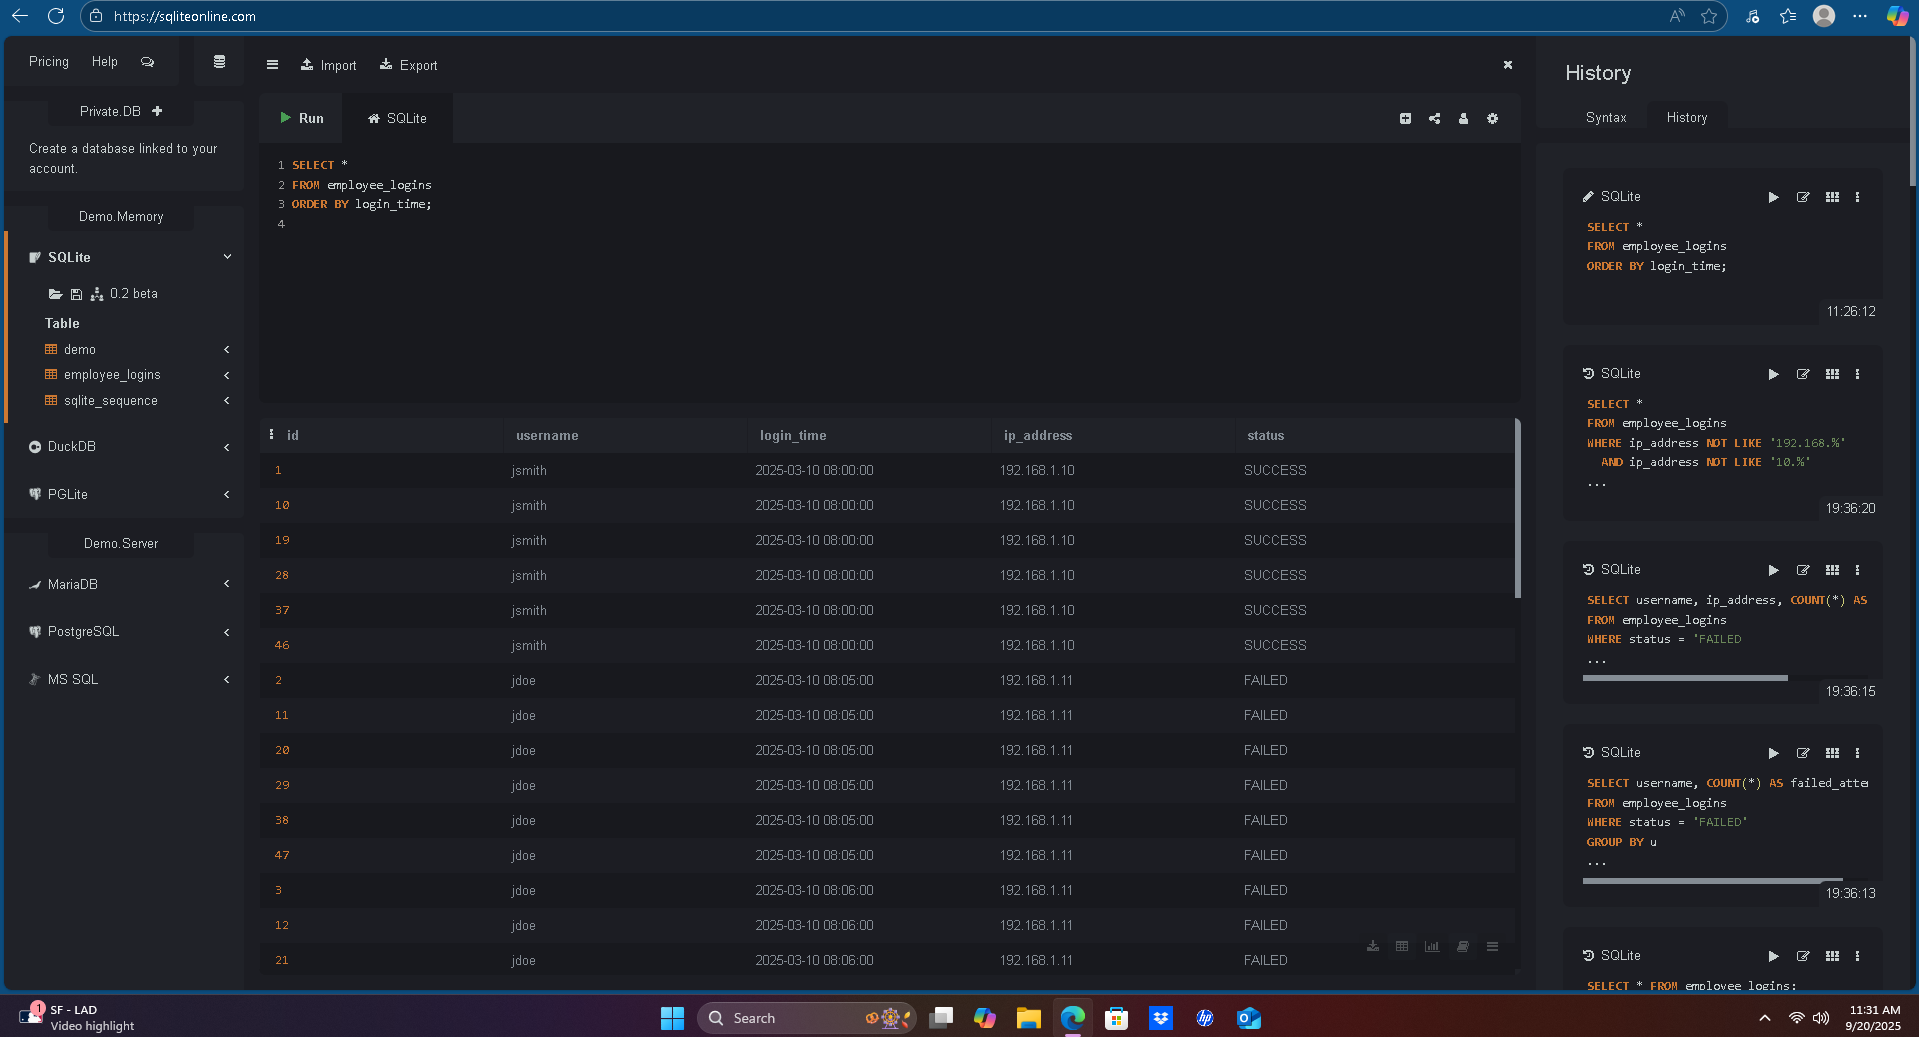 https://sqliteonline.com
Pricing Help
Import Export
Private.DB
Create a database linked to your
account.
Demo.Memory
SQLite
0.2 beta
Table
demo
employee_logins
sqlite_sequence
DuckDB
PGLite
Demo.Server
MariaDB
PostgreSQL
MS SQL
Run SQLite
1 SELECT *
2 FROM employee_logins
3 ORDER BY login_time;
4
id username login_time ip_address status
1 jsmith 2025-03-10 08:00:00 192.168.1.10 SUCCESS
10 jsmith 2025-03-10 08:00:00 192.168.1.10 SUCCESS
19 jsmith 2025-03-10 08:00:00 192.168.1.10 SUCCESS
28 jsmith 2025-03-10 08:00:00 192.168.1.10 SUCCESS
37 jsmith 2025-03-10 08:00:00 192.168.1.10 SUCCESS
46 jsmith 2025-03-10 08:00:00 192.168.1.10 SUCCESS
2 jdoe 2025-03-10 08:05:00 192.168.1.11 FAILED
11 jdoe 2025-03-10 08:05:00 192.168.1.11 FAILED
20 jdoe 2025-03-10 08:05:00 192.168.1.11 FAILED
29 jdoe 2025-03-10 08:05:00 192.168.1.11 FAILED
38 jdoe 2025-03-10 08:05:00 192.168.1.11 FAILED
47 jdoe 2025-03-10 08:05:00 192.168.1.11 FAILED
3 jdoe 2025-03-10 08:06:00 192.168.1.11 FAILED
12 jdoe 2025-03-10 08:06:00 192.168.1.11 FAILED
21 jdoe 2025-03-10 08:06:00 192.168.1.11 FAILED
History
Syntax History
SQLite
SELECT *
FROM employee_logins
ORDER BY login_time;
11:26:12
SQLite
SELECT *
FROM employee_logins
WHERE ip_address NOT LIKE '192.168.%'
AND ip_address NOT LIKE '10.%'
...
19:36:20
SQLite
SELECT username, ip_address, COUNT(*) AS
FROM employee_logins
WHERE status = 'FAILED
...
19:36:15
SQLite
SELECT username, COUNT(*) AS failed_atte
FROM employee_logins
WHERE status = 'FAILED'
GROUP BY u
...
19:36:13
SQLite
SELECT * FROM employee_logins;
1
SF - LAD
Video highlight
Search
hp
11:31 AM
9/20/2025